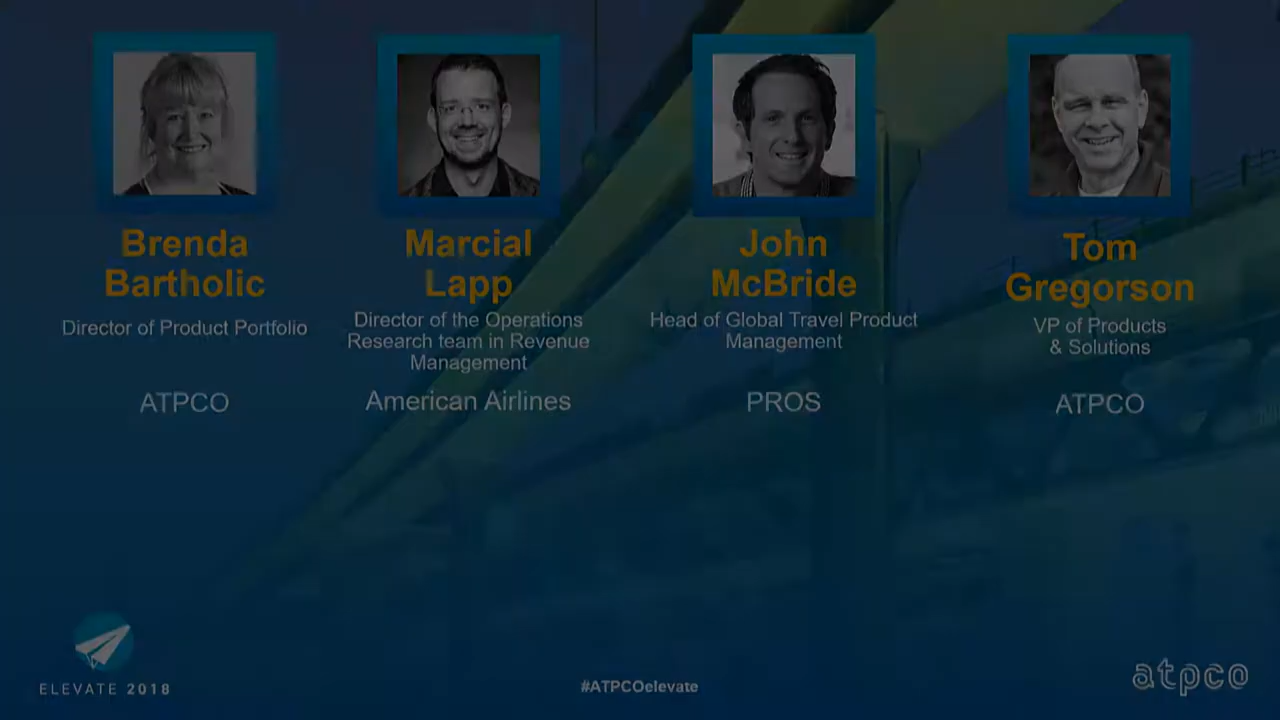 Brenda
Bartholic
Director of Product Portfolio
ATPCO
Marcial
Lapp
Director of the Operations
Research team in Revenue
Management
American Airlines
John
McBride
Head of Global Travel Product
Management
PROS
Tom
Gregorson
VP of Products
& Solutions
ATPCO
ELEVATE 2018
#ATPCOelevate
atpco